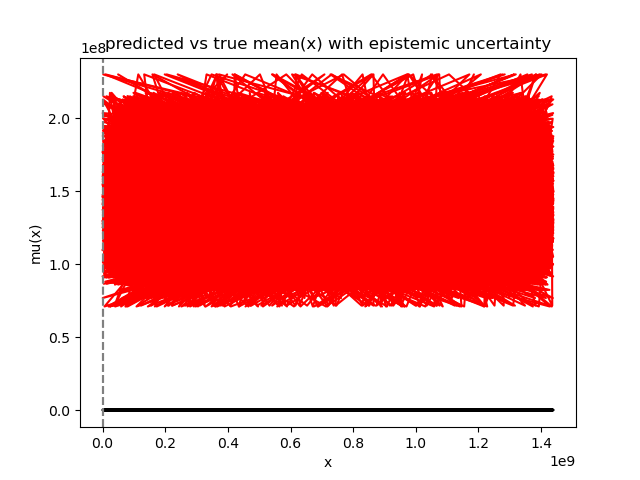 predicted vs true mean(x) with epistemic uncertainty
1e8
2.0
1.5
1.0
0.5
0.0
mu(x)
0.0 0.2 0.4 0.6 0.8 1.0 1.2 1.4
1e9
x